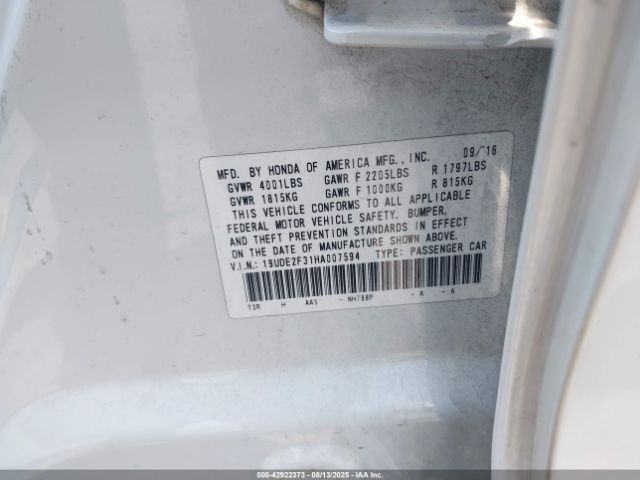 MFD. BY HONDA OF AMERICA MFG., INC. 09/'16
GVWR 4001LBS GAWR F 2205LBS R 1797LBS
GVWR 1815KG GAWR F 1000KG R 815KG
THIS VEHICLE CONFORMS TO ALL APPLICABLE
FEDERAL MOTOR VEHICLE SAFETY, BUMPER,
AND THEFT PREVENTION STANDARDS IN EFFECT
ON THE DATE OF MANUFACTURE SHOWN ABOVE.
V.I.N.: 19UDE2F31HA007594 TYPE: PASSENGER CAR
T3R H AA5 - NH788P - A - A
000-42922373 08/13/2025 IAAI.COM